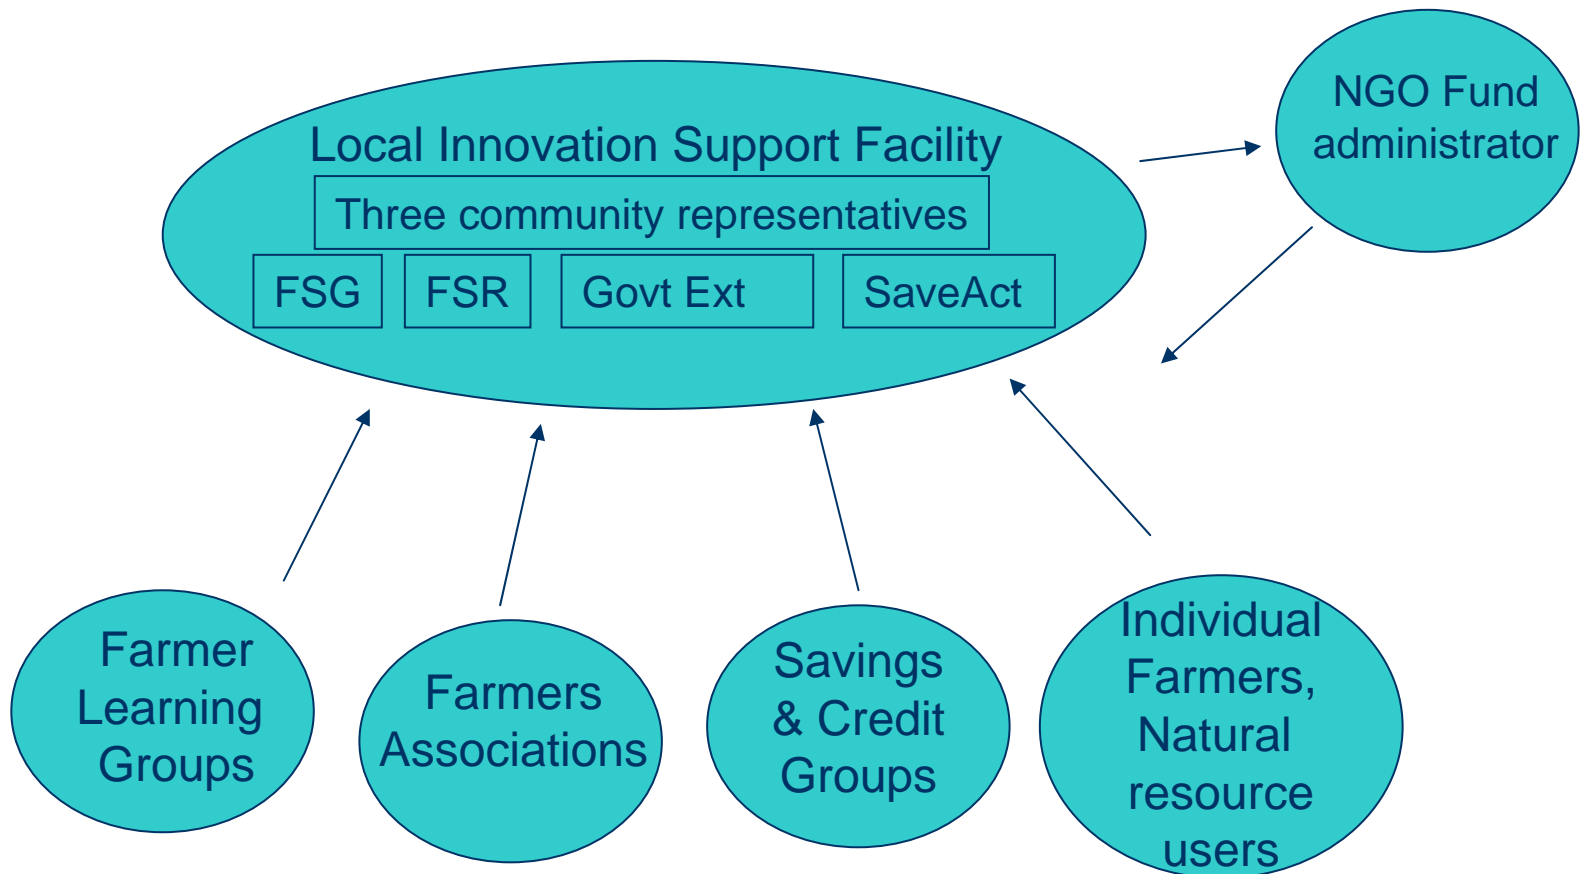 NGO Fund
administrator
Local Innovation Support Facility
Three community representatives
FSG
FSR
Govt Ext
SaveAct
Farmer
Learning
Groups
Farmers
Associations
Savings
& Credit
Groups
Individual
Farmers,
Natural
resource
users